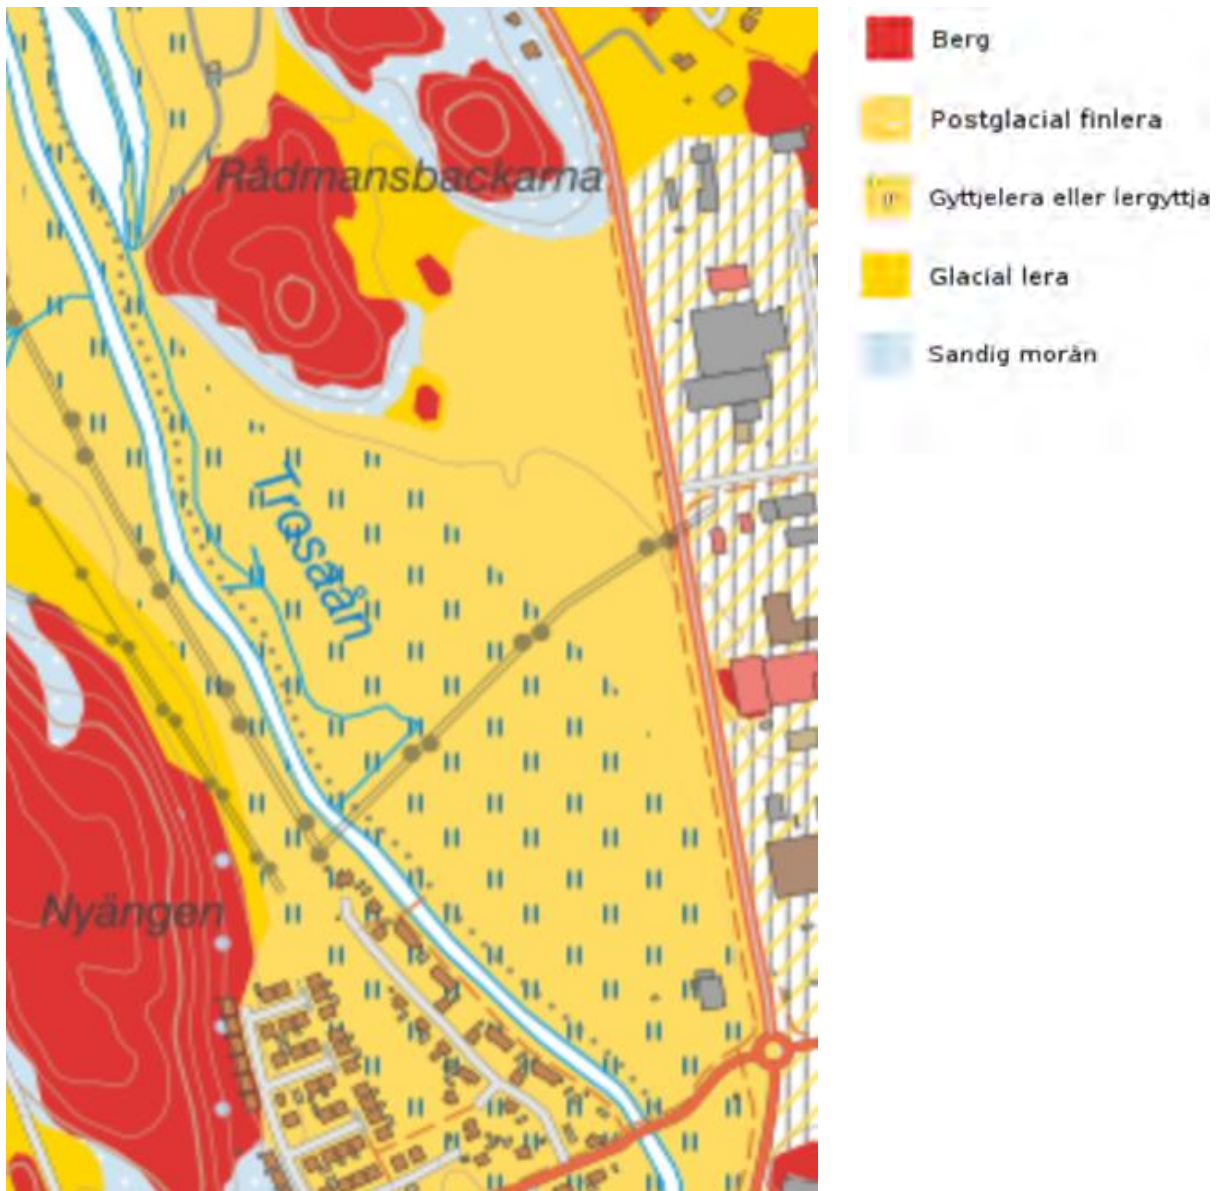 Berg
Postglacial finlera
Gyttjelera eller lergyttja
Glacial lera
Sandig morän
Rådmansbackarna
Trosaån
Nyängen